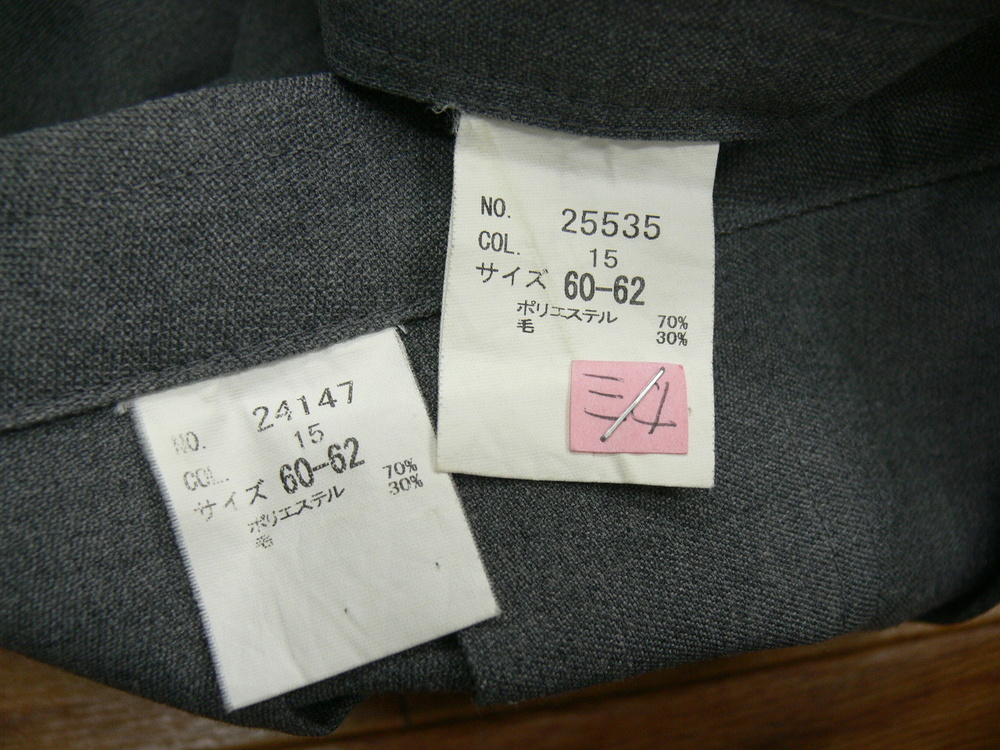 NO. 25535
COL. 15
サイズ 60-62
ポリエステル 70%
毛 30%
NO. 24147
COL. 15
サイズ 60-62
ポリエステル 70%
毛 30%